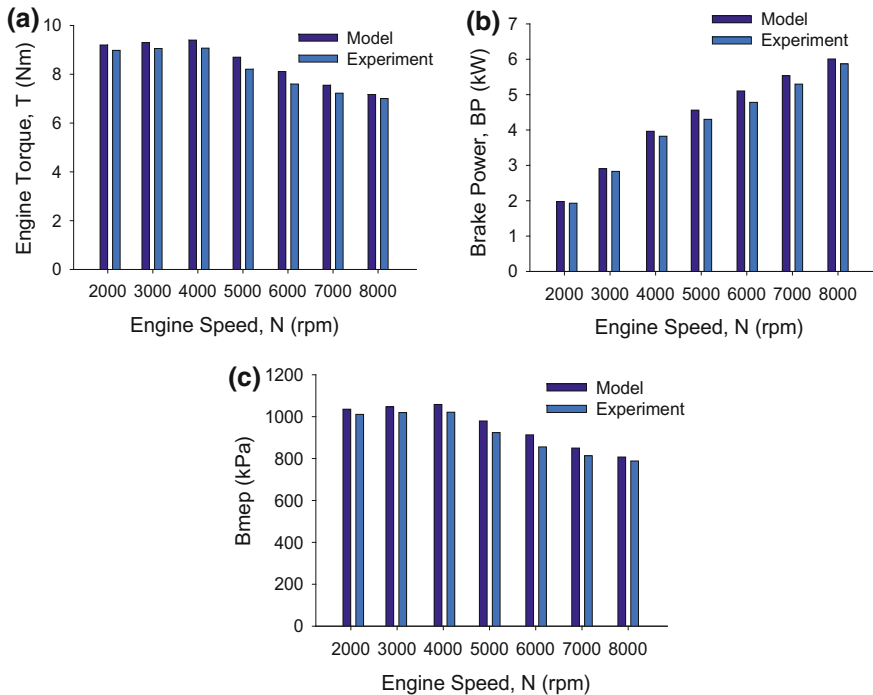 (a)
Engine Torque, T (Nm)
10
8
6
4
2
0
Model
Experiment
2000 3000 4000 5000 6000 7000 8000
Engine Speed, N (rpm)
(b)
Brake Power, BP (kW)
7
6
5
4
3
2
1
0
Model
Experiment
2000 3000 4000 5000 6000 7000 8000
Engine Speed, N (rpm)
(c)
Bmep (kPa)
1200
1000
800
600
400
200
0
Model
Experiment
2000 3000 4000 5000 6000 7000 8000
Engine Speed, N (rpm)